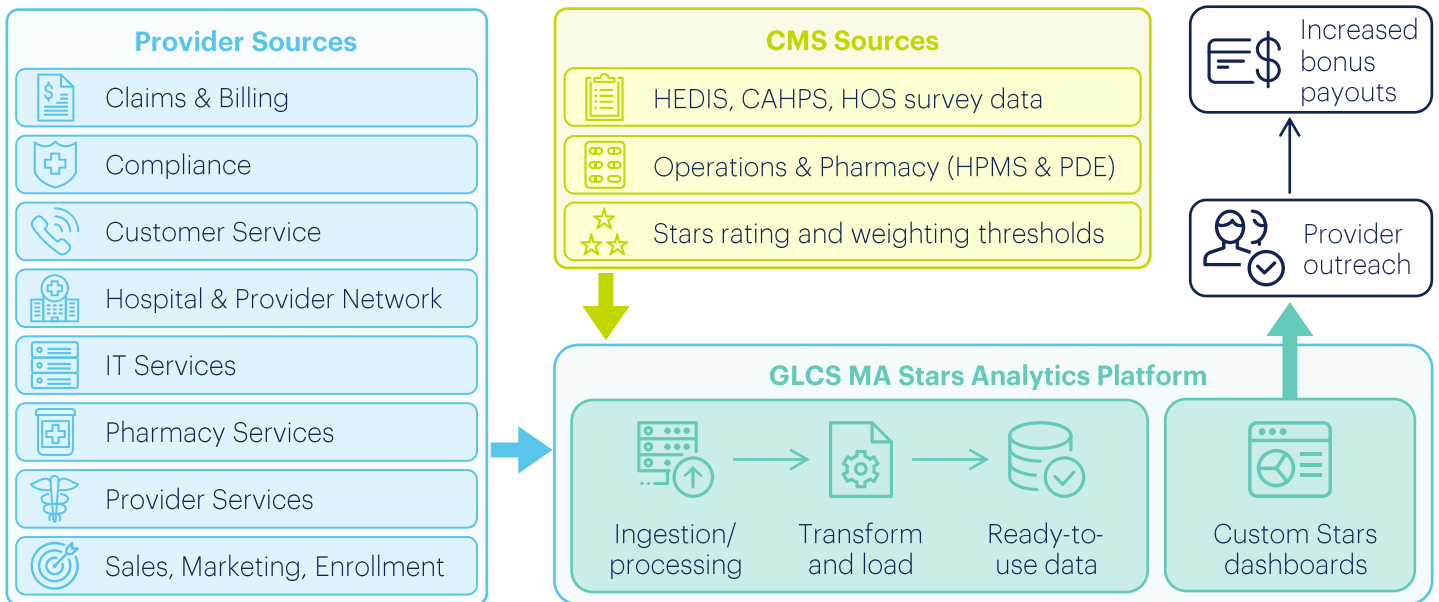 Provider Sources
Claims & Billing
Compliance
Customer Service
Hospital & Provider Network
IT Services
Pharmacy Services
Provider Services
Sales, Marketing, Enrollment
CMS Sources
HEDIS, CAHPS, HOS survey data
Operations & Pharmacy (HPMS & PDE)
Stars rating and weighting thresholds
Increased
bonus
payouts
Provider
outreach
GLCS MA Stars Analytics Platform
Ingestion/
processing
Transform
and load
Ready-to-
use data
Custom Stars
dashboards